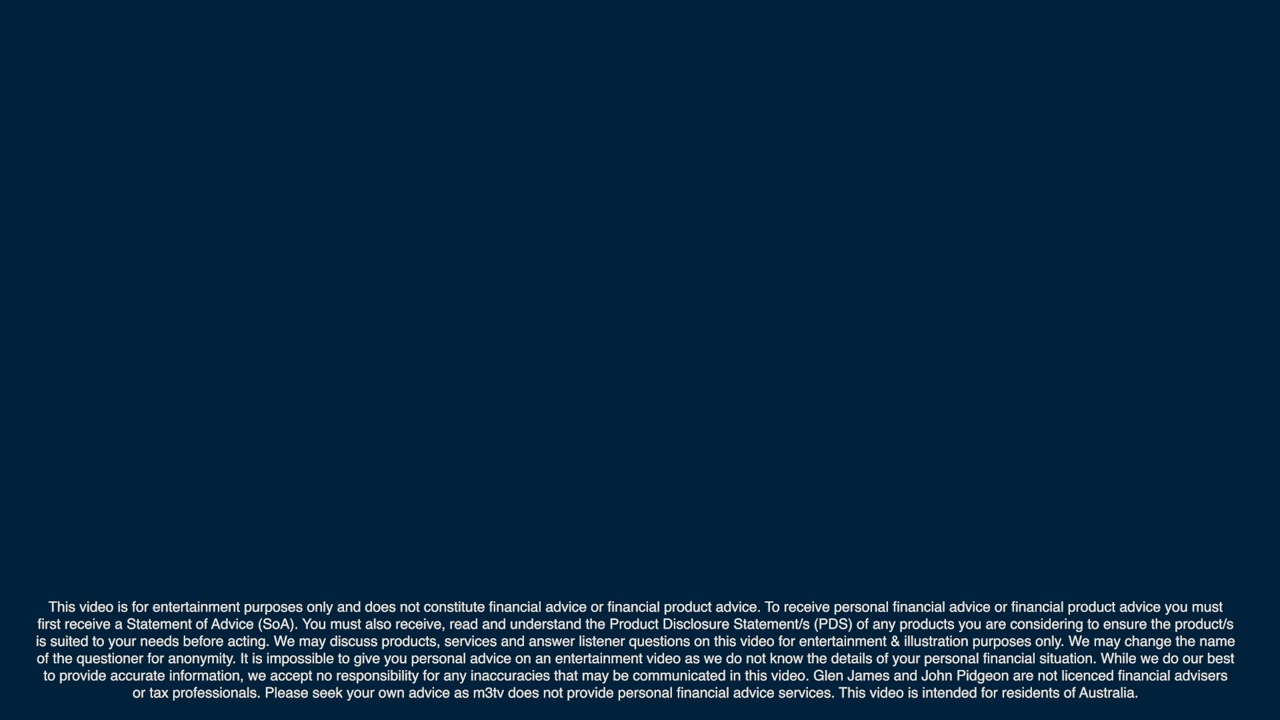 This video is for entertainment purposes only and does not constitute financial advice or financial product advice. To receive personal financial advice or financial product advice you must
first receive a Statement of Advice (SoA). You must also receive, read and understand the Product Disclosure Statement/s (PDS) of any products you are considering to ensure the product/s
is suited to your needs before acting. We may discuss products, services and answer listener questions on this video for entertainment & illustration purposes only. We may change the name
of the questioner for anonymity. It is impossible to give you personal advice on an entertainment video as we do not know the details of your personal financial situation. While we do our best
to provide accurate information, we accept no responsibility for any inaccuracies that may be communicated in this video. Glen James and John Pidgeon are not licenced financial advisers
or tax professionals. Please seek your own advice as m3tv does not provide personal financial advice services. This video is intended for residents of Australia.